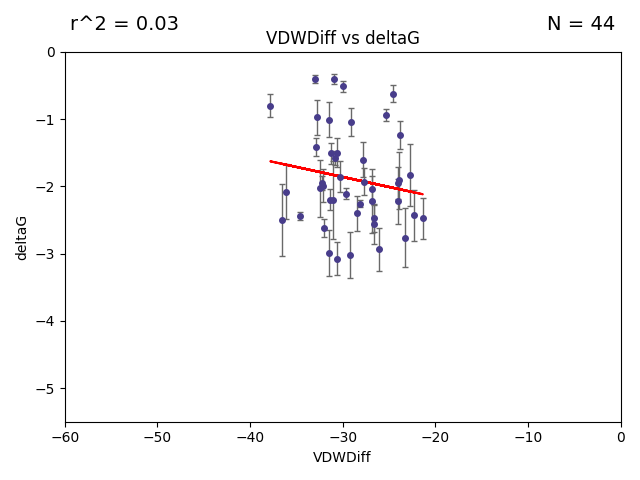 r^2 = 0.03
N = 44
VDWDiff vs deltaG
0
−1
−2
−3
−4
−5
deltaG
−60 −50 −40 −30 −20 −10 0
VDWDiff